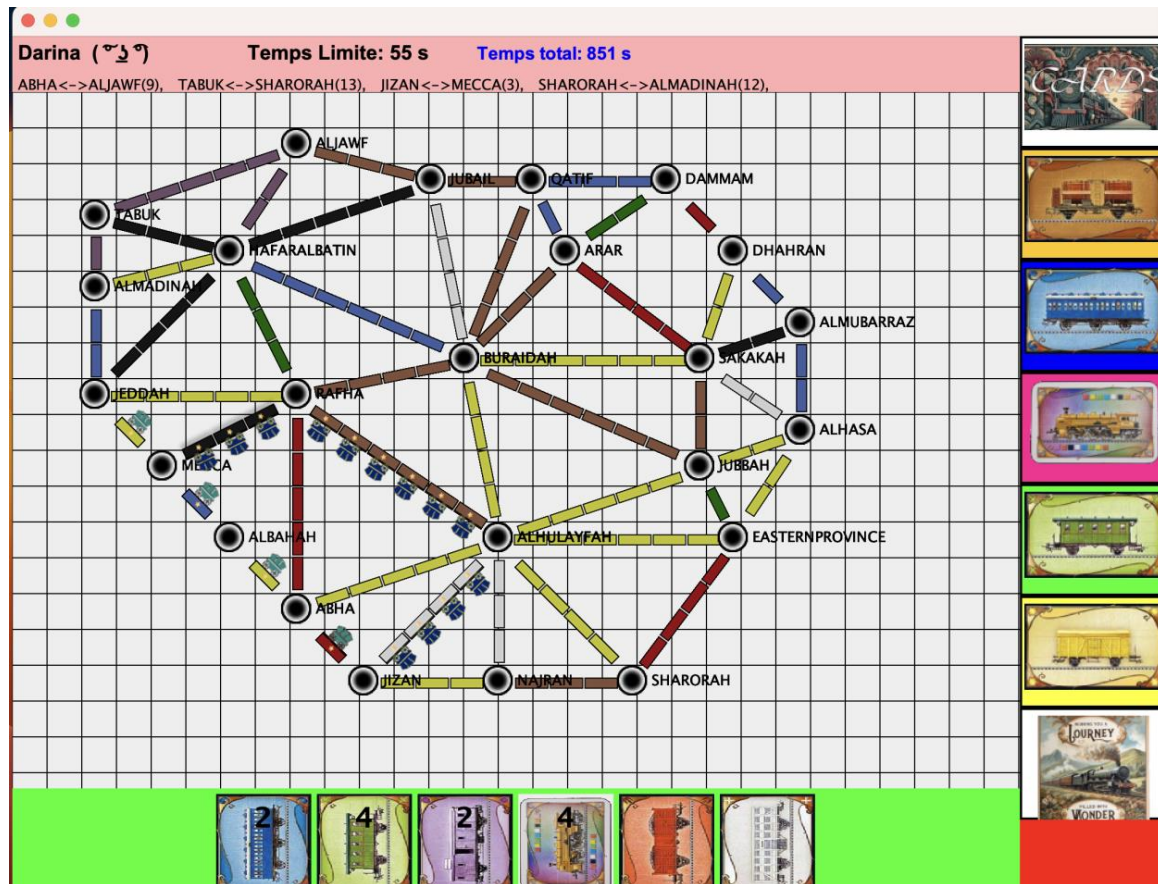 Darina ( ͡° ͜ʖ ͡°) Temps Limite: 55 s Temps total: 851 s
ABHA<->ALJAWF(9), TABUK<->SHARORAH(13), JIZAN<->MECCA(3), SHARORAH<->ALMADINAH(12),
CARDS
ALJAWF
JUBAIL QATIF DAMMAM
TABUK
HAFARALBATIN ARAR DHAHRAN
ALMADINAH
ALMUBARRAZ
BURAIDAH SAKAKAH
JEDDAH RAFHA
ALHASA
MECCA JUBBAH
ALBAHAH ALHULAYFAH EASTERNPROVINCE
ABHA
JIZAN NAJRAN SHARORAH
JOURNEY
WONDER
2 4 2 4